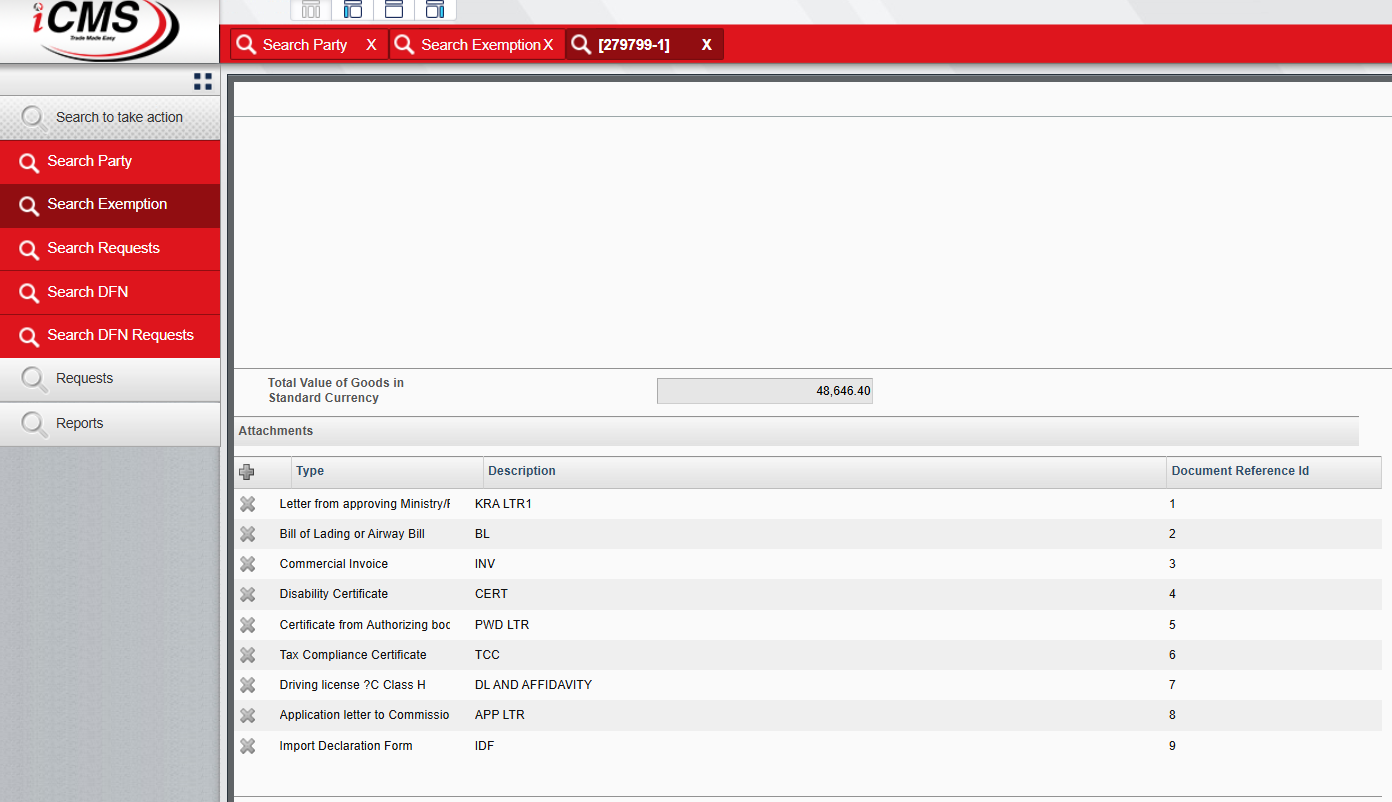 iCMS
Trade Made Easy
Search Party X
Search Exemption X
[279799-1] X
Search to take action
Search Party
Search Exemption
Search Requests
Search DFN
Search DFN Requests
Requests
Reports
Total Value of Goods in
Standard Currency
48,646.40
Attachments
Type Description Document Reference Id
Letter from approving Ministry/ KRA LTR1 1
Bill of Lading or Airway Bill BL 2
Commercial Invoice INV 3
Disability Certificate CERT 4
Certificate from Authorizing boc PWD LTR 5
Tax Compliance Certificate TCC 6
Driving license ?C Class H DL AND AFFIDAVITY 7
Application letter to Commissio APP LTR 8
Import Declaration Form IDF 9